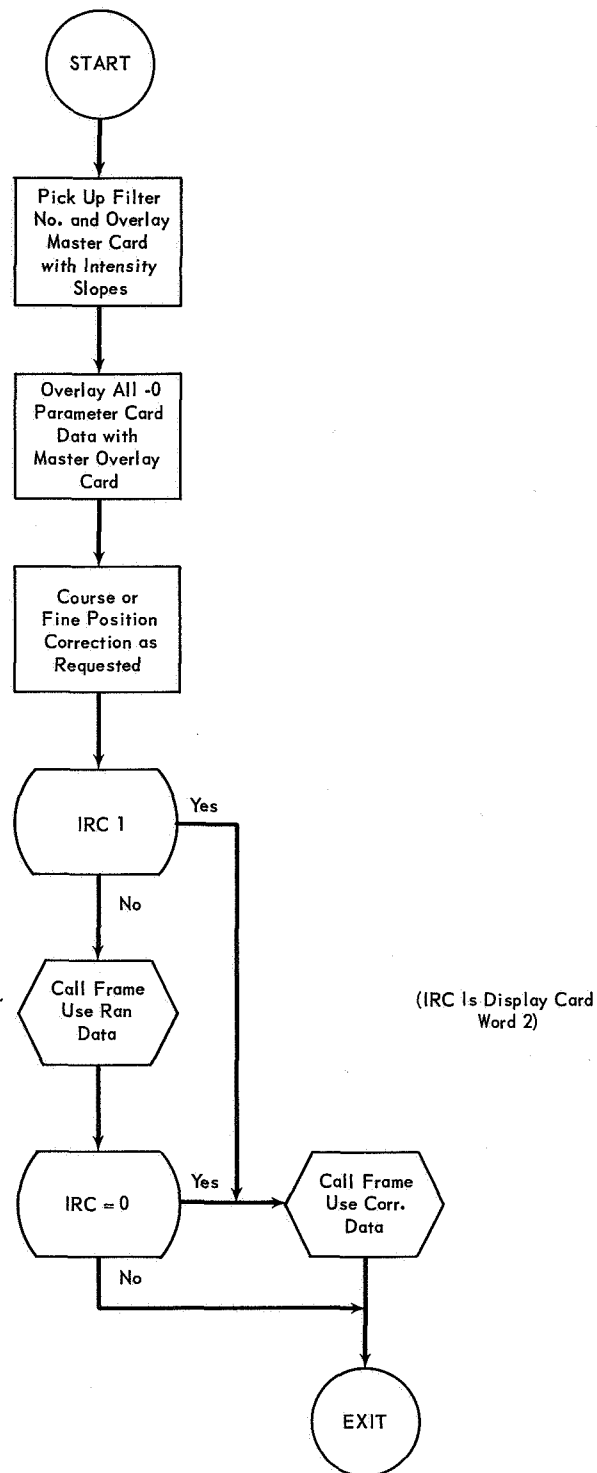 START
Pick Up Filter
No. and Overlay
Master Card
with Intensity
Slopes
Overlay All -0
Parameter Card
Data with
Master Overlay
Card
Course or
Fine Position
Correction as
Requested
IRC 1
Yes
No
Call Frame
Use Ran
Data
(IRC Is Display Card
Word 2)
IRC = 0
Yes
No
Call Frame
Use Corr.
Data
EXIT